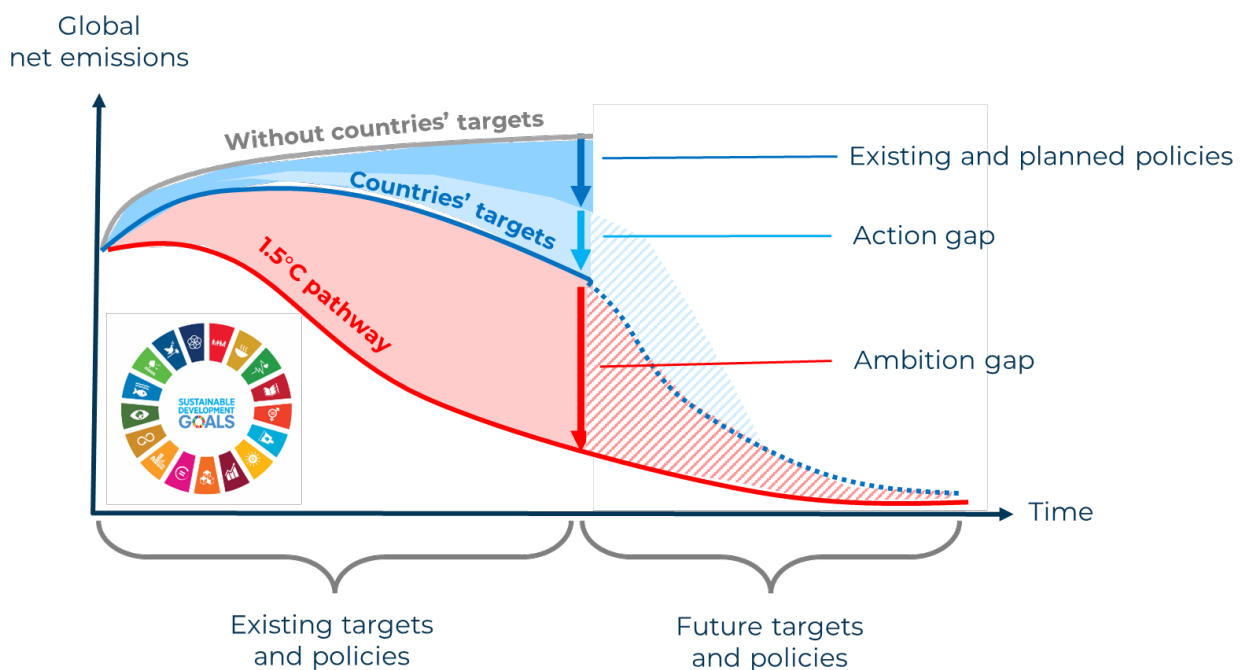 Global
net emissions
Without countries’ targets
Existing and planned policies
Countries’ targets
Action gap
1.5°C pathway
Ambition gap
SUSTAINABLE
DEVELOPMENT
GOALS
Time
Existing targets
and policies
Future targets
and policies